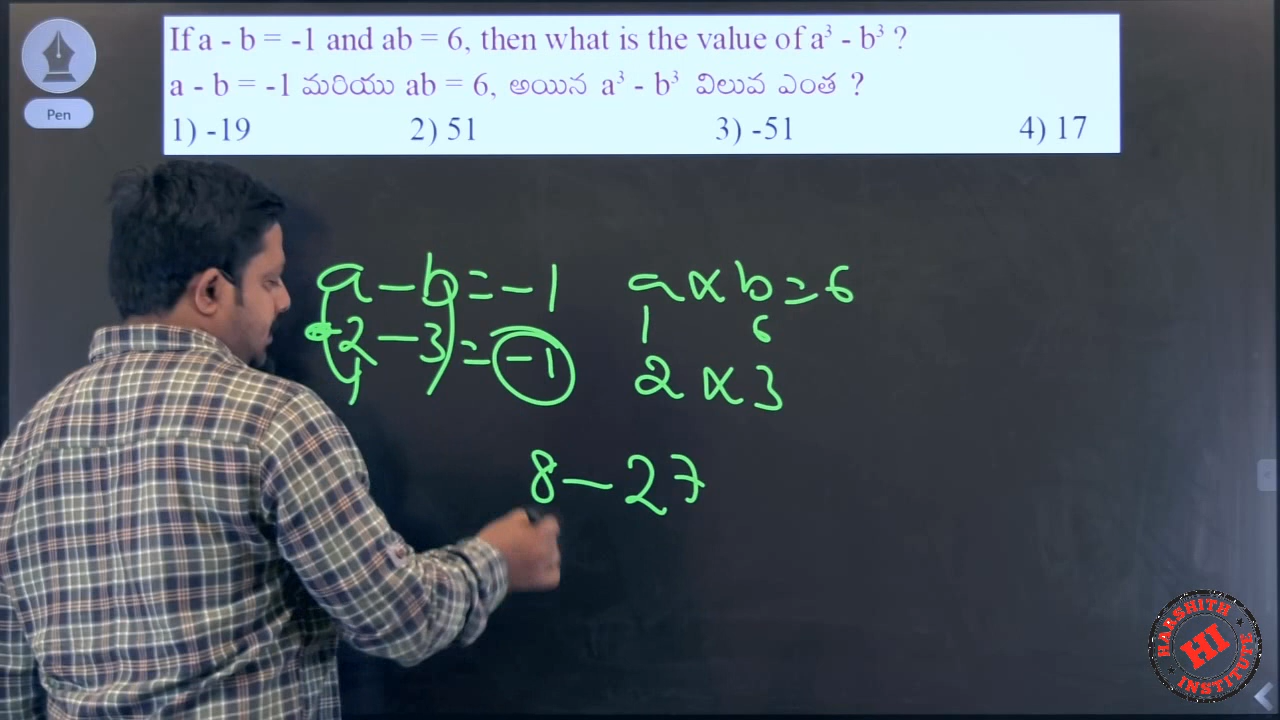 If a - b = -1 and ab = 6, then what is the value of a³ - b³ ?
a - b = -1 మరియు ab = 6, అయిన a³ - b³ విలువ ఎంత ?
1) -19 2) 51 3) -51 4) 17
Pen
a - b = -1 a × b = 6
1 6
2 - 3 = -1
2 × 3
8 - 27
HARSHITH
HI
INSTITUTE